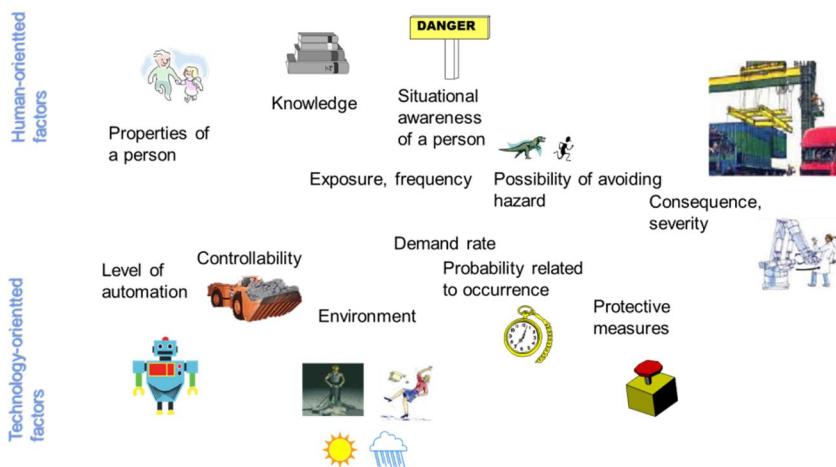 Human-orientted
factors
DANGER
Knowledge
Situational
awareness
of a person
Properties of
a person
Exposure, frequency
Possibility of avoiding
hazard
Consequence,
severity
Demand rate
Controllability
Level of
automation
Probability related
to occurrence
Environment
Protective
measures
Technology-orientted
factors